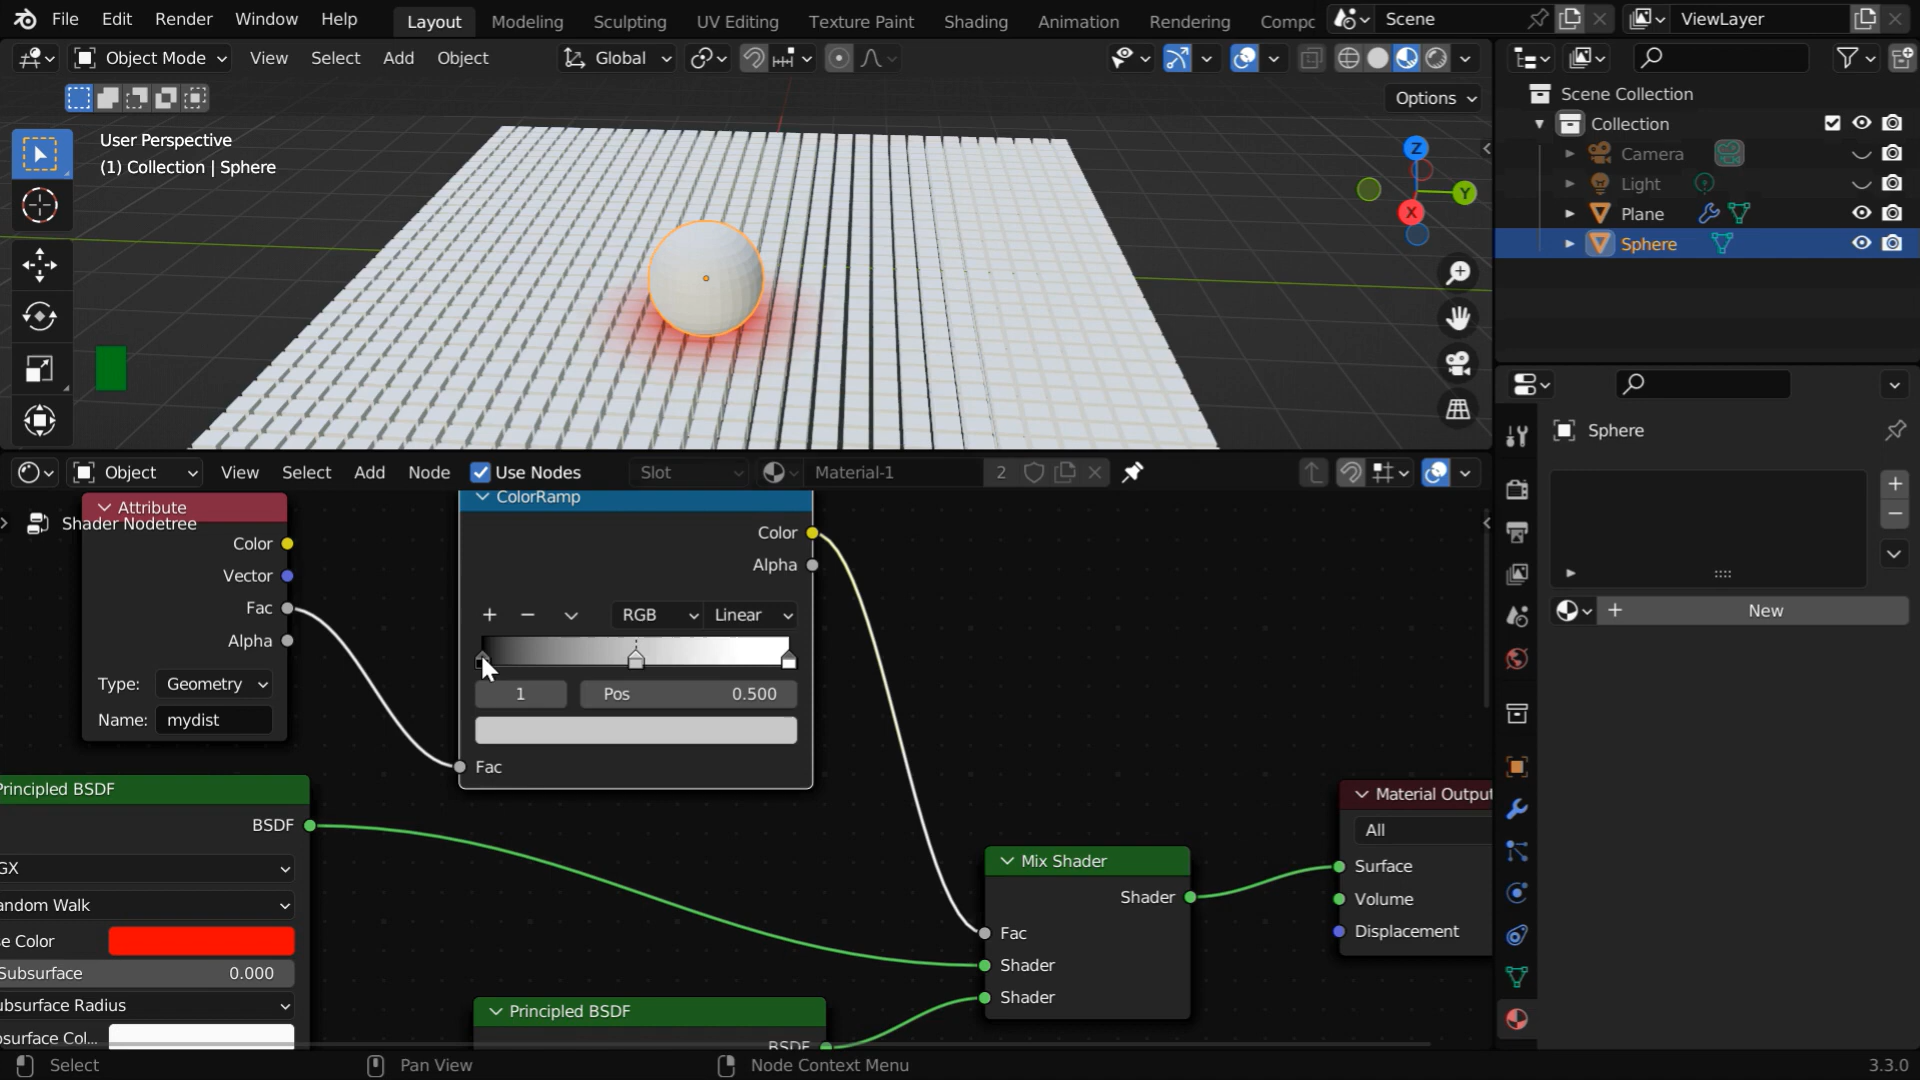 File Edit Render Window Help Layout Modeling Sculpting UV Editing Texture Paint Shading Animation Rendering Compo Scene ViewLayer
Object Mode View Select Add Object Global
Options
User Perspective
(1) Collection | Sphere
Z
Y
X
Scene Collection
Collection
Camera
Light
Plane
Sphere
Sphere
New
Object View Select Add Node Use Nodes Slot Material-1 2
Shader Nodetree
Attribute
Color
Vector
Fac
Alpha
Type: Geometry
Name: mydist
ColorRamp
Color
Alpha
+ − RGB Linear
1 Pos 0.500
Fac
Principled BSDF
BSDF
GX
andom Walk
e Color
Subsurface 0.000
ubsurface Radius
bsurface Col...
Principled BSDF
BSDF
Mix Shader
Shader
Fac
Shader
Shader
Material Output
All
Surface
Volume
Displacement
Select Pan View Node Context Menu 3.3.0